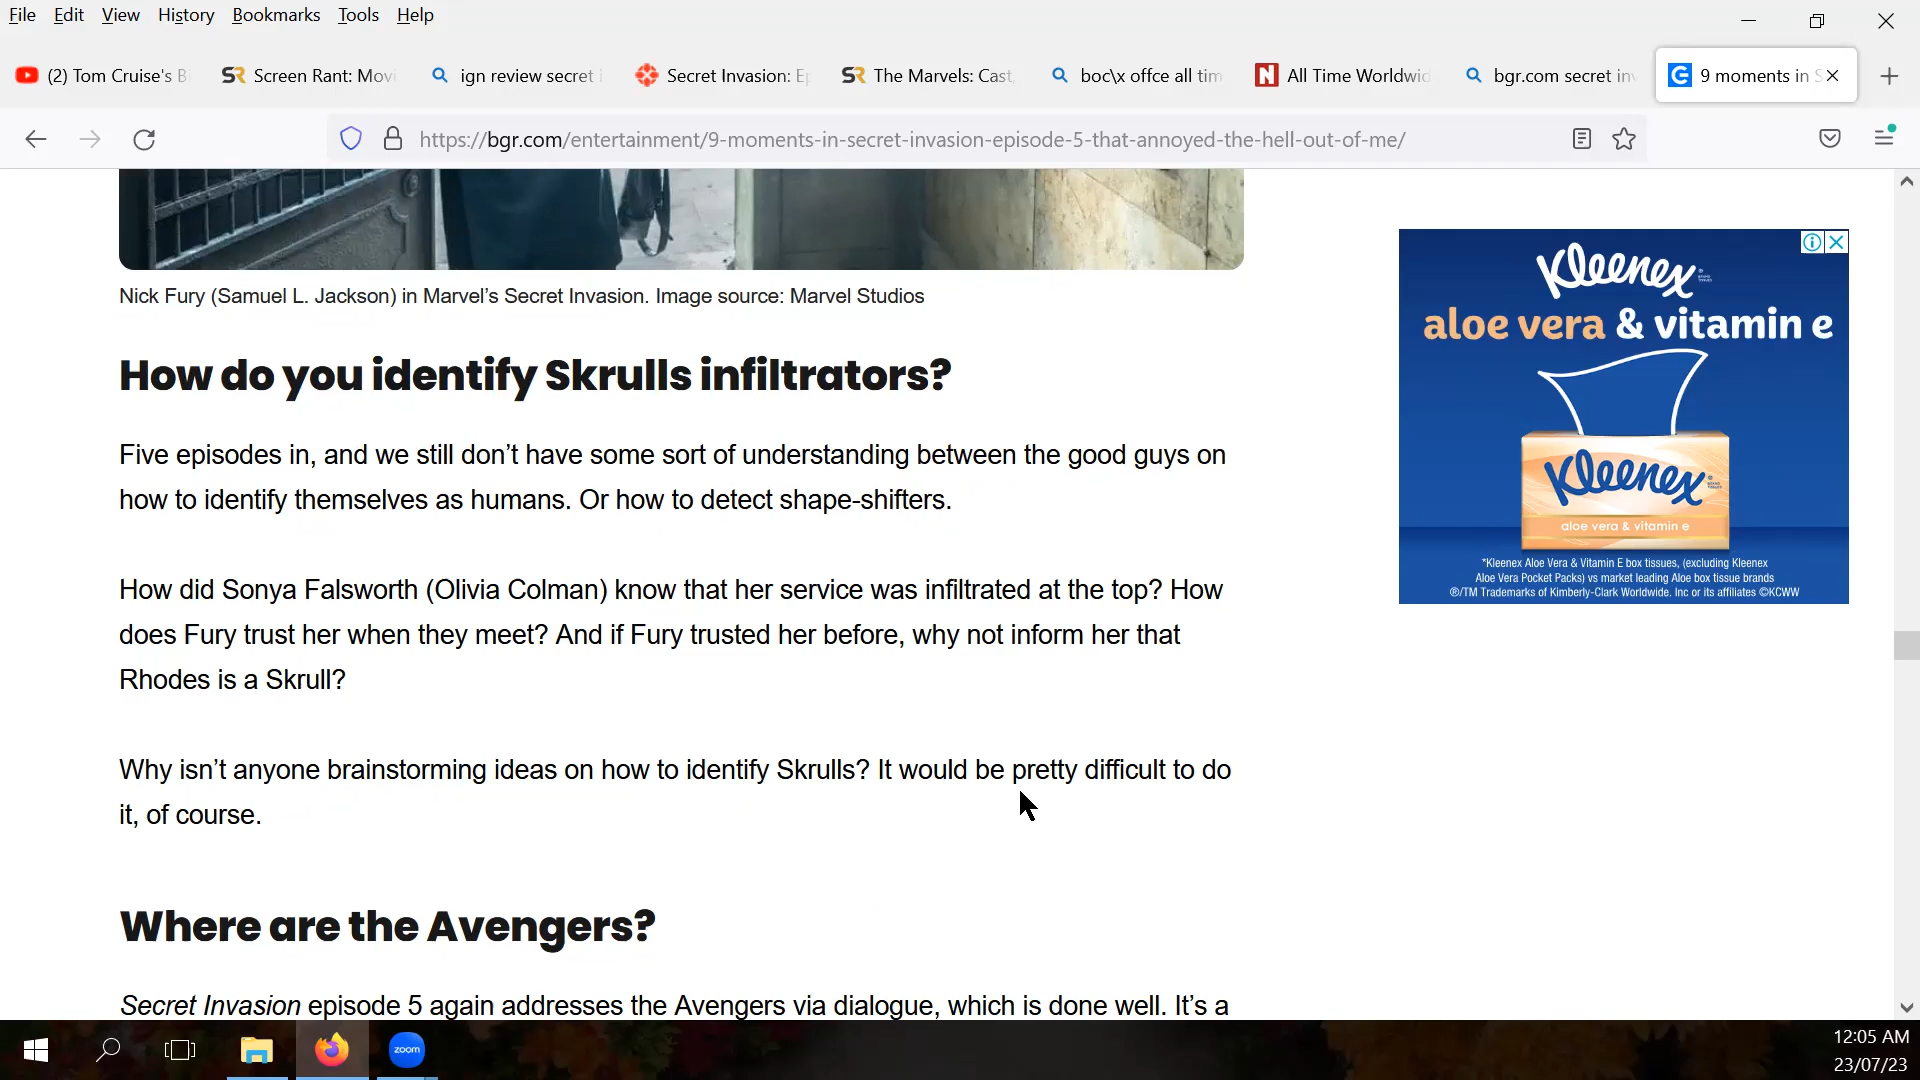 File Edit View History Bookmarks Tools Help
(2) Tom Cruise's B
Screen Rant: Movi
ign review secret i
Secret Invasion: Ep
The Marvels: Cast,
boc\x offce all tim
All Time Worldwid
bgr.com secret inv
9 moments in S
https://bgr.com/entertainment/9-moments-in-secret-invasion-episode-5-that-annoyed-the-hell-out-of-me/
Nick Fury (Samuel L. Jackson) in Marvel's Secret Invasion. Image source: Marvel Studios
How do you identify Skrulls infiltrators?
Five episodes in, and we still don't have some sort of understanding between the good guys on
how to identify themselves as humans. Or how to detect shape-shifters.
How did Sonya Falsworth (Olivia Colman) know that her service was infiltrated at the top? How
does Fury trust her when they meet? And if Fury trusted her before, why not inform her that
Rhodes is a Skrull?
Why isn't anyone brainstorming ideas on how to identify Skrulls? It would be pretty difficult to do
it, of course.
Where are the Avengers?
Secret Invasion episode 5 again addresses the Avengers via dialogue, which is done well. It's a
Kleenex
aloe vera & vitamin e
Kleenex
aloe vera & vitamin e
*Kleenex Aloe Vera & Vitamin E box tissues, (excluding Kleenex
Aloe Vera Pocket Packs) vs market leading Aloe box tissue brands
®/TM Trademarks of Kimberly-Clark Worldwide. Inc or its affiliates ©KCWW
zoom
12:05 AM
23/07/23